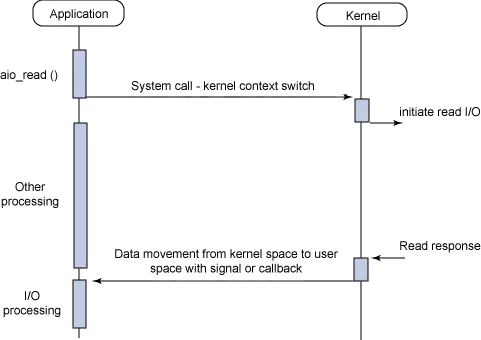 Application
Kernel
aio_read ()
System call - kernel context switch
initiate read I/O
Other
processing
Data movement from kernel space to user
space with signal or callback
Read response
I/O
processing